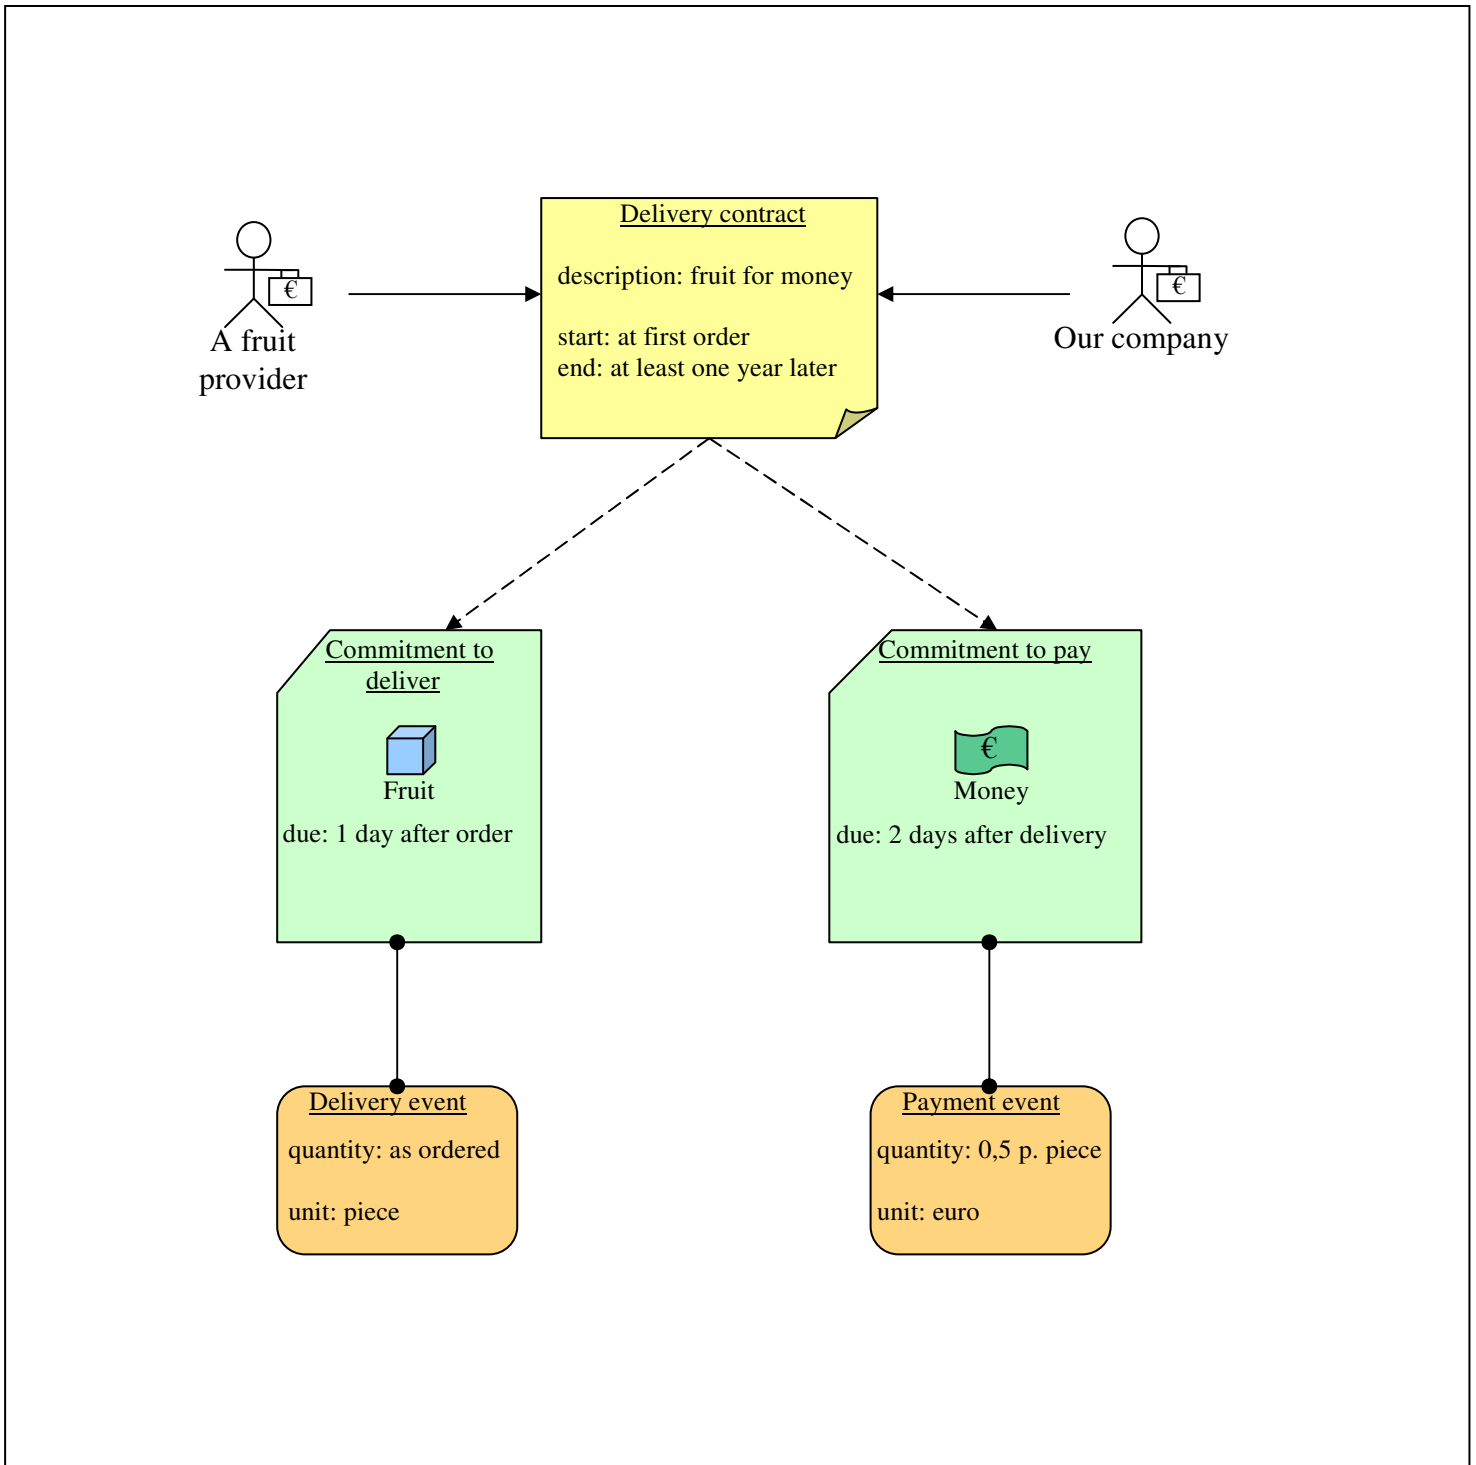 Delivery contract
description: fruit for money
start: at first order
end: at least one year later
€
A fruit
provider
€
Our company
Commitment to
deliver
Fruit
due: 1 day after order
Commitment to pay
€
Money
due: 2 days after delivery
Delivery event
quantity: as ordered
unit: piece
Payment event
quantity: 0,5 p. piece
unit: euro